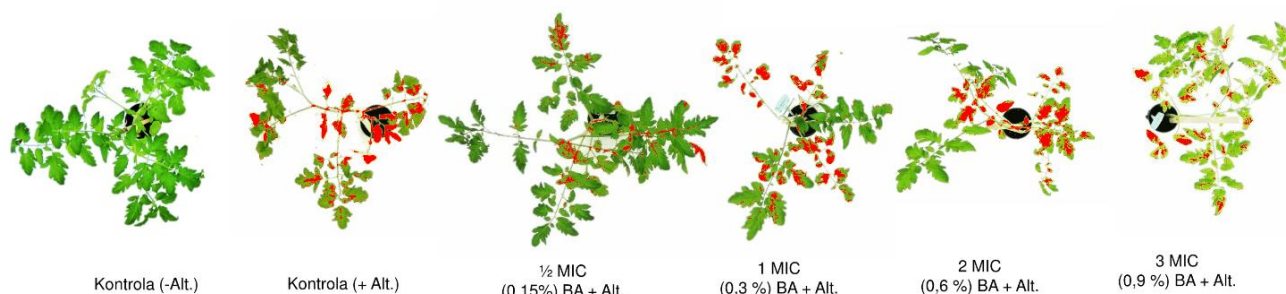 Kontrola (-Alt.)
Kontrola (+ Alt.)
½ MIC
(0,15%) BA + Alt.
1 MIC
(0,3 %) BA + Alt.
2 MIC
(0,6 %) BA + Alt.
3 MIC
(0,9 %) BA + Alt.